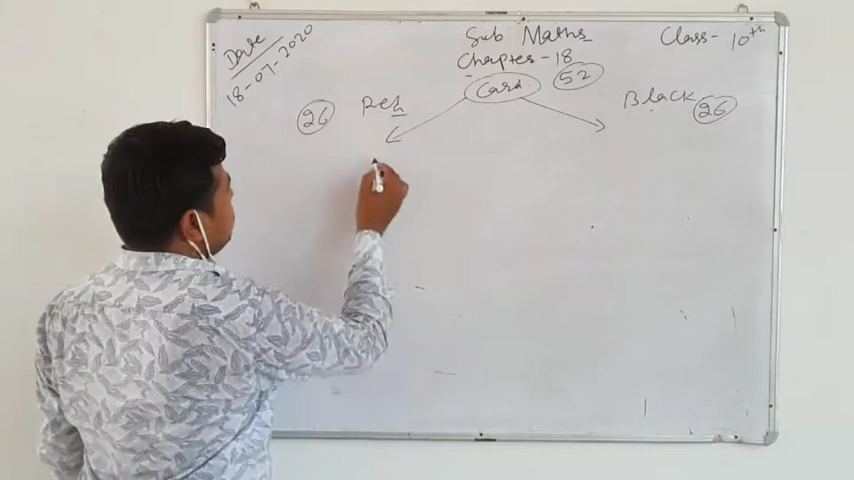 Date
18-07-2020
Sub Maths
Class- 10th
Chapter-18
Card
52
26
Red
Black
26